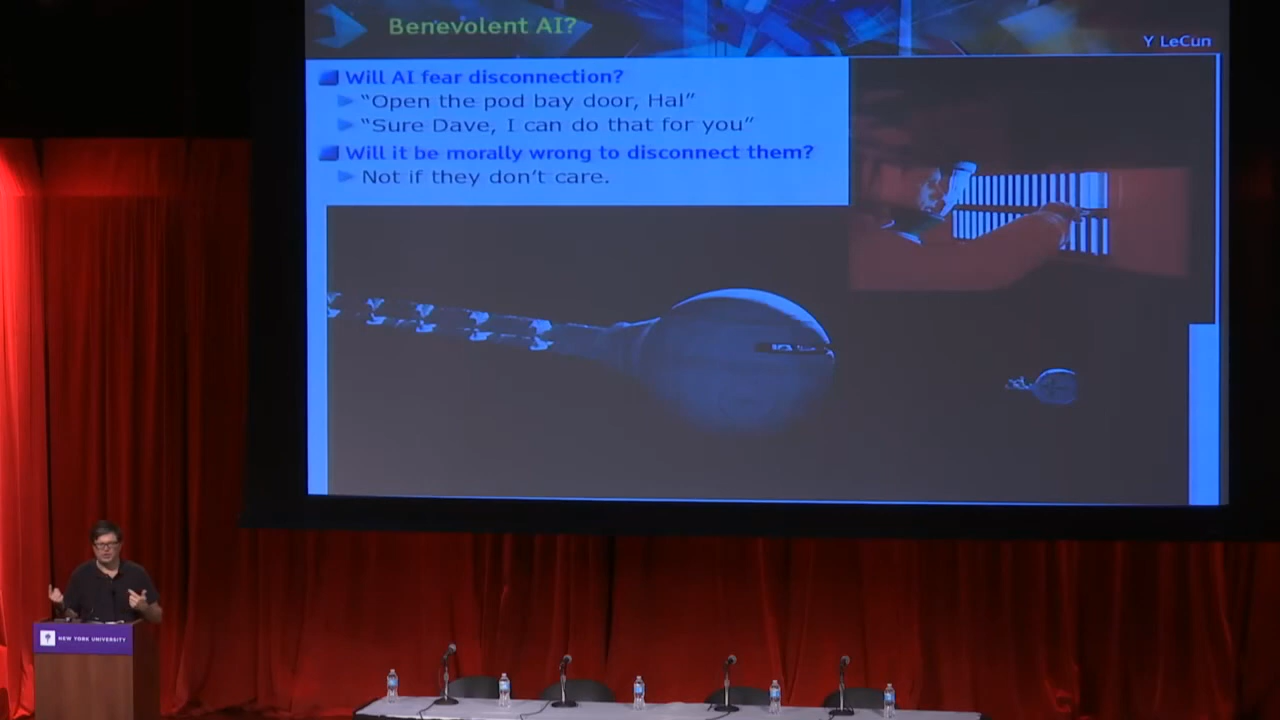 Benevolent AI?
Y LeCun
Will AI fear disconnection?
“Open the pod bay door, Hal”
“Sure Dave, I can do that for you”
Will it be morally wrong to disconnect them?
Not if they don’t care.
NEW YORK UNIVERSITY